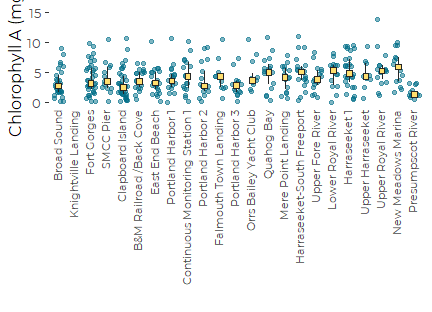 Chlorophyll A (mg
15
10
5
0
Broad Sound
Knightville Landing
Fort Gorges
SMCC Pier
Clapboard Island
B&M Railroad/Back Cove
East End Beach
Portland Harbor 1
Continuous Monitoring Station 1
Portland Harbor 2
Falmouth Town Landing
Portland Harbor 3
Orrs Bailey Yacht Club
Quahog Bay
Mere Point Landing
Harraseeket-South Freeport
Upper Fore River
Lower Royal River
Harraseeket 1
Upper Harraseeket
Upper Royal River
New Meadows Marina
Presumpscot River